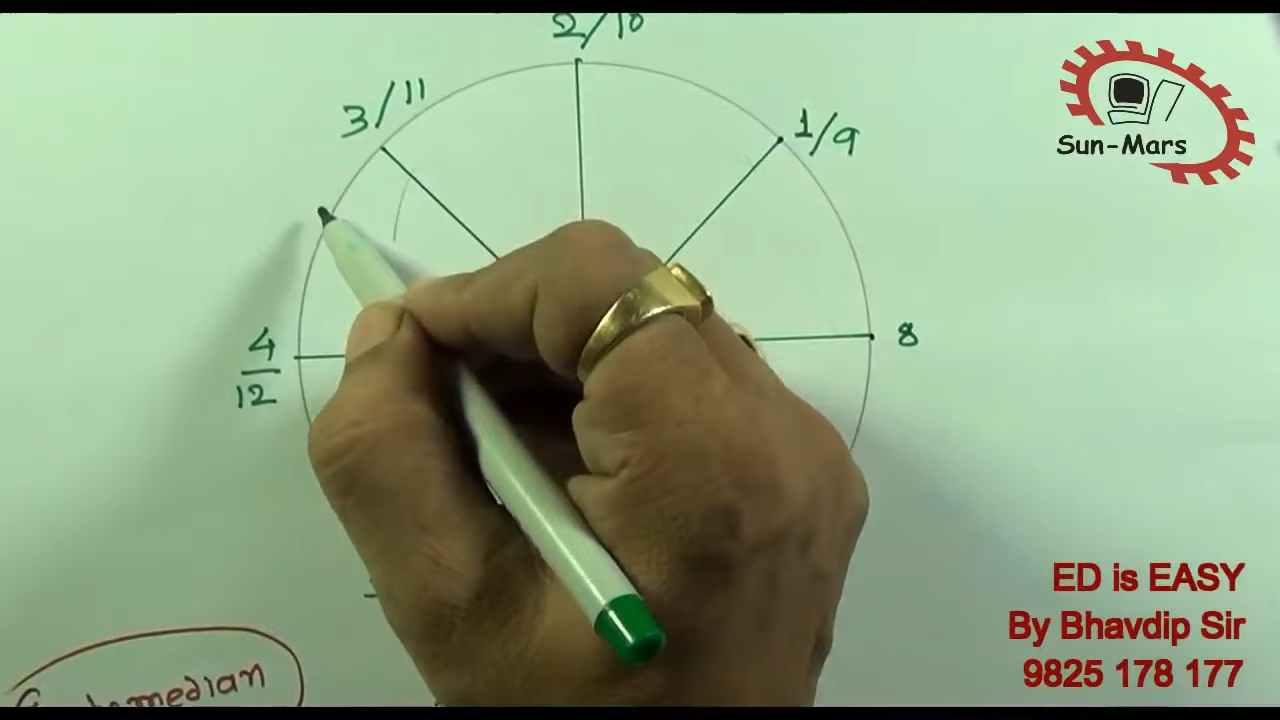 2/10
3/11
1/9
Sun-Mars
4
12
8
ED is EASY
By Bhavdip Sir
9825 178 177